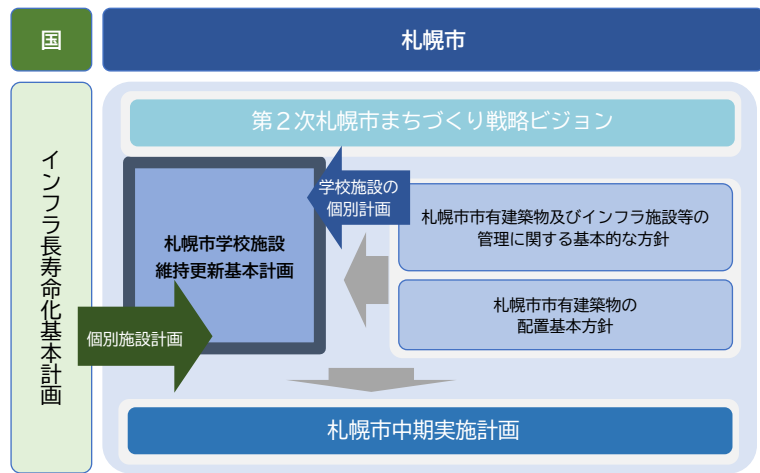 国
札幌市
インフラ長寿命化基本計画
第２次札幌市まちづくり戦略ビジョン
学校施設の
個別計画
札幌市学校施設
維持更新基本計画
札幌市市有建築物及びインフラ施設等の
管理に関する基本的な方針
札幌市市有建築物の
配置基本方針
個別施設計画
札幌市中期実施計画